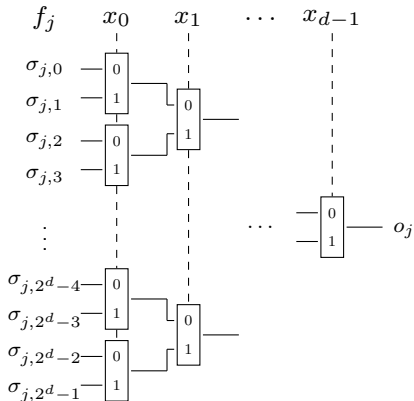 f_j x_0 x_1 ⋯ x_{d−1}
σ_{j,0} 0
σ_{j,1} 1
0
σ_{j,2} 0 1
σ_{j,3} 1
0
⋮ ⋯ 1 o_j
σ_{j,2^d−4} 0
σ_{j,2^d−3} 1
0
σ_{j,2^d−2} 0 1
σ_{j,2^d−1} 1